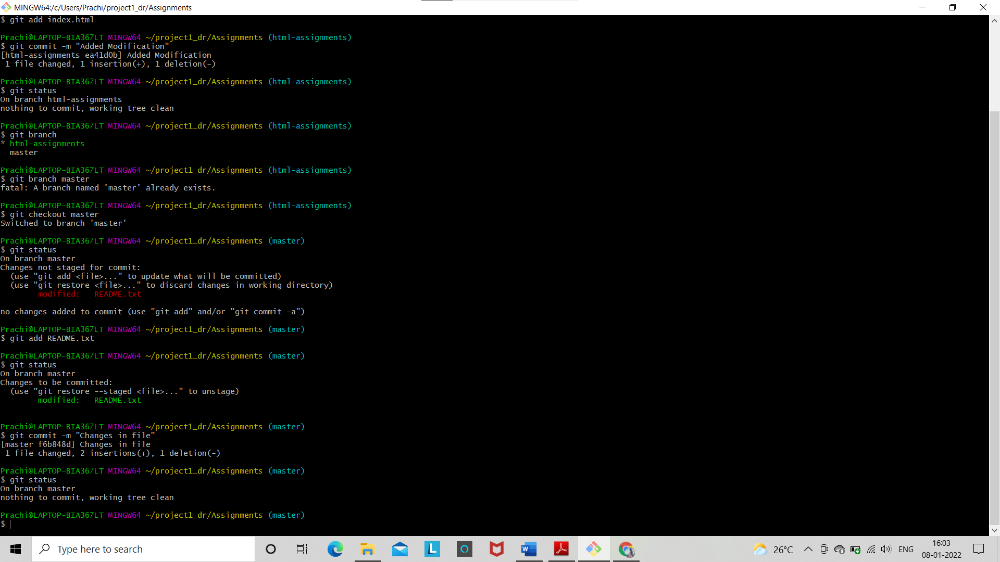 MINGW64:/c/Users/Prachi/project1_dr/Assignments
$ git add index.html
Prachi@LAPTOP-BIA367LT MINGW64 ~/project1_dr/Assignments (html-assignments)
$ git commit -m "Added Modification"
[html-assignments ea41d0b] Added Modification
1 file changed, 1 insertion(+), 1 deletion(-)
Prachi@LAPTOP-BIA367LT MINGW64 ~/project1_dr/Assignments (html-assignments)
$ git status
On branch html-assignments
nothing to commit, working tree clean
Prachi@LAPTOP-BIA367LT MINGW64 ~/project1_dr/Assignments (html-assignments)
$ git branch
* html-assignments
master
Prachi@LAPTOP-BIA367LT MINGW64 ~/project1_dr/Assignments (html-assignments)
$ git branch master
fatal: A branch named 'master' already exists.
Prachi@LAPTOP-BIA367LT MINGW64 ~/project1_dr/Assignments (html-assignments)
$ git checkout master
Switched to branch 'master'
Prachi@LAPTOP-BIA367LT MINGW64 ~/project1_dr/Assignments (master)
$ git status
On branch master
Changes not staged for commit:
(use "git add <file>..." to update what will be committed)
(use "git restore <file>..." to discard changes in working directory)
modified:   README.txt
no changes added to commit (use "git add" and/or "git commit -a")
Prachi@LAPTOP-BIA367LT MINGW64 ~/project1_dr/Assignments (master)
$ git add README.txt
Prachi@LAPTOP-BIA367LT MINGW64 ~/project1_dr/Assignments (master)
$ git status
On branch master
Changes to be committed:
(use "git restore --staged <file>..." to unstage)
modified:   README.txt
Prachi@LAPTOP-BIA367LT MINGW64 ~/project1_dr/Assignments (master)
$ git commit -m "Changes in file"
[master f6b848d] Changes in file
1 file changed, 2 insertions(+), 1 deletion(-)
Prachi@LAPTOP-BIA367LT MINGW64 ~/project1_dr/Assignments (master)
$ git status
On branch master
nothing to commit, working tree clean
Prachi@LAPTOP-BIA367LT MINGW64 ~/project1_dr/Assignments (master)
$
Type here to search
L
W
26°C
ENG
16:03
08-01-2022